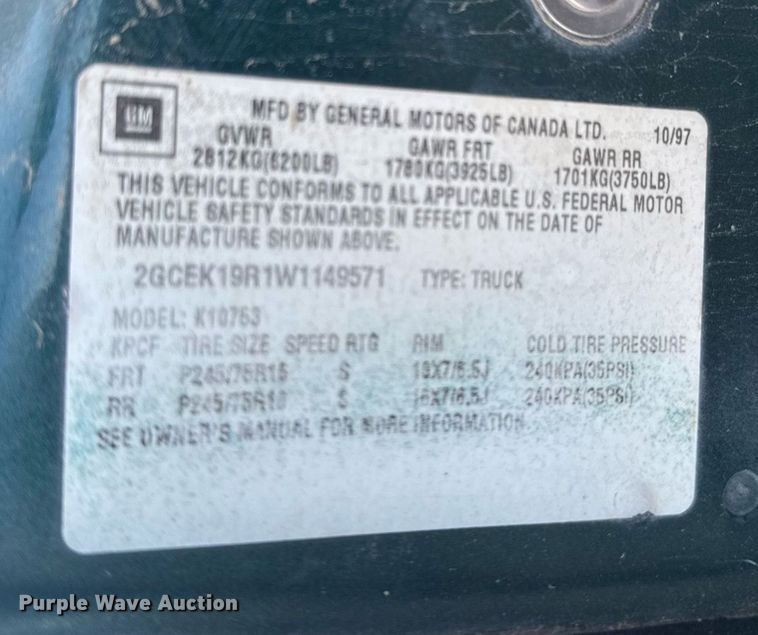 GM
MFD BY GENERAL MOTORS OF CANADA LTD. 10/97
GVWR GAWR FRT GAWR RR
2812KG(6200LB) 1780KG(3925LB) 1701KG(3750LB)
THIS VEHICLE CONFORMS TO ALL APPLICABLE U.S. FEDERAL MOTOR
VEHICLE SAFETY STANDARDS IN EFFECT ON THE DATE OF
MANUFACTURE SHOWN ABOVE.
2GCEK19R1W1149571 TYPE: TRUCK
MODEL: K10753
TIRE SIZE SPEED RTG RIM COLD TIRE PRESSURE
FRT P245/75R16 S 16X7/6.5J 240KPA(35PSI)
RR P245/75R16 S 16X7/6.5J 240KPA(35PSI)
SEE OWNER'S MANUAL FOR MORE INFORMATION
Purple Wave Auction